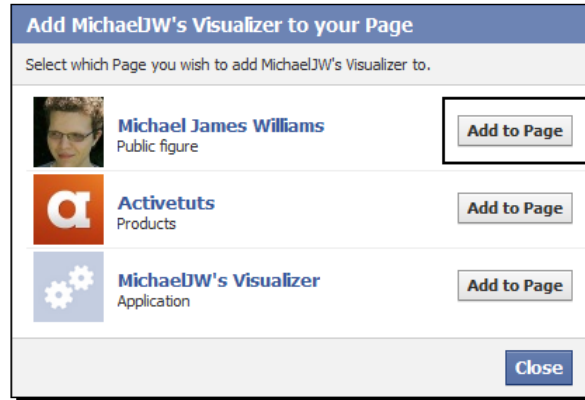 Add MichaelJW's Visualizer to your Page
Select which Page you wish to add MichaelJW's Visualizer to.
Michael James Williams
Public figure
Add to Page
a
Activetuts
Products
Add to Page
MichaelJW's Visualizer
Application
Add to Page
Close